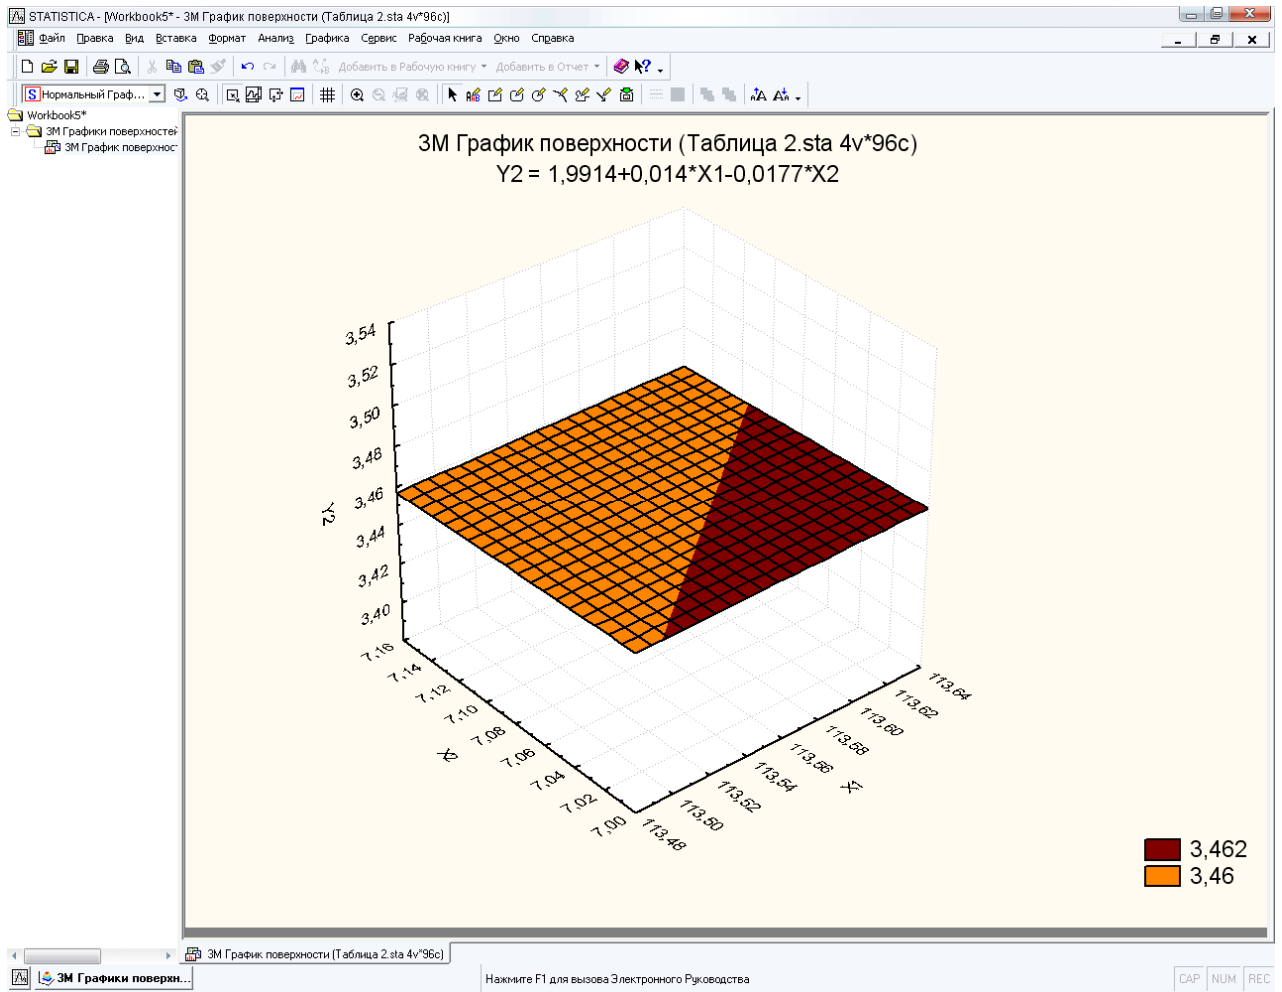 STATISTICA - [Workbook5* - 3М График поверхности (Таблица 2.sta 4v*96c)]
Файл Правка Вид Вставка Формат Анализ Графика Сервис Рабочая книга Окно Справка
Добавить в Рабочую книгу Добавить в Отчет
Нормальный Граф...
Workbook5*
3М Графики поверхностей
3М График поверхност
3М График поверхности (Таблица 2.sta 4v*96c)
Y2 = 1,9914+0,014*X1-0,0177*X2
3,54
3,52
3,50
3,48
3,46
3,44
3,42
3,40
Y2
7,16
7,14
7,12
7,10
7,08
7,06
7,04
7,02
7,00
X2
113,64
113,62
113,60
113,58
113,56
113,54
113,52
113,50
113,48
3,462
3,46
3М График поверхности (Таблица 2.sta 4v*96c)
3М Графики поверхн...
Нажмите F1 для вызова Электронного Руководства
CAP NUM REC